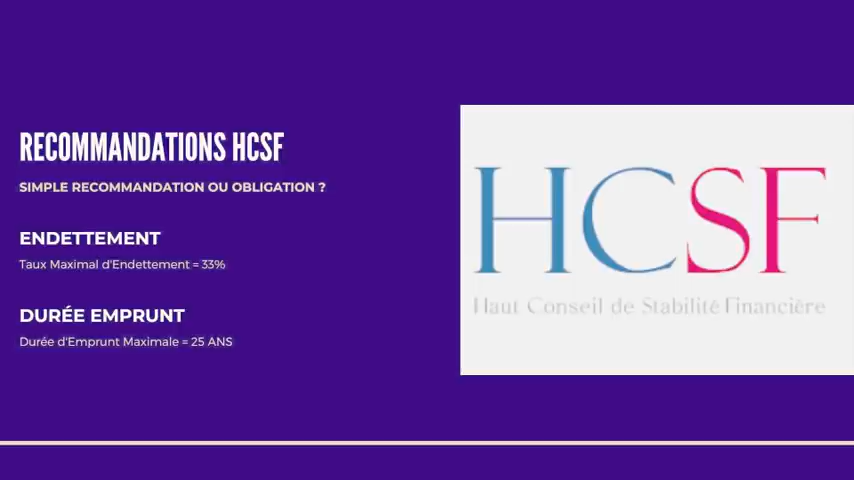 RECOMMANDATIONS HCSF
SIMPLE RECOMMANDATION OU OBLIGATION ?
ENDETTEMENT
Taux Maximal d'Endettement = 33%
DURÉE EMPRUNT
Durée d'Emprunt Maximale = 25 ANS
HCSF
Haut Conseil de Stabilité Financière